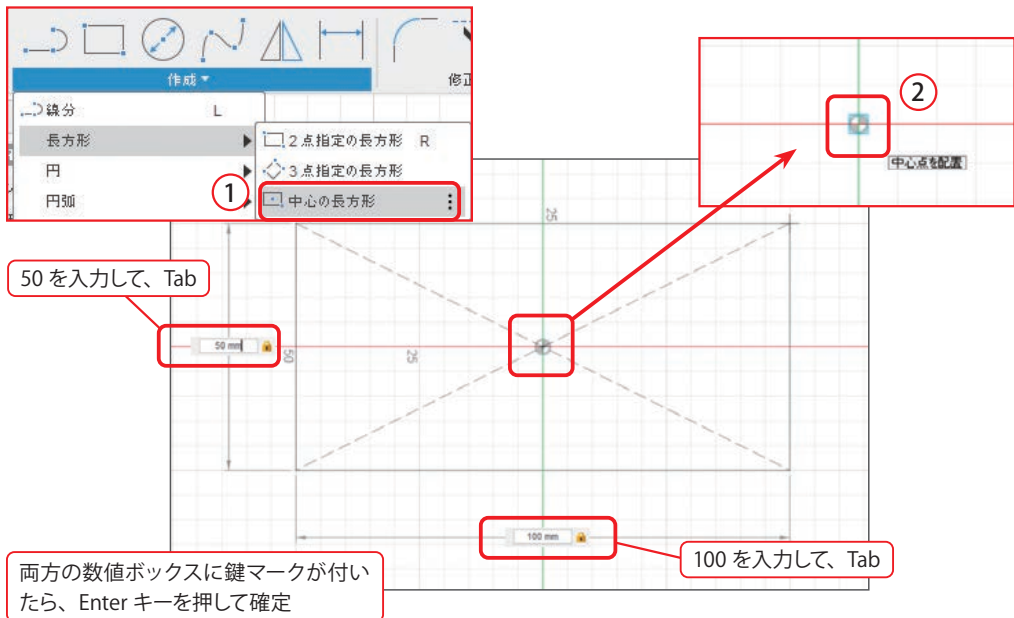 作成▼
修正
線分 L
長方形
2 点指定の長方形 R
円
3 点指定の長方形
円弧
1
中心の長方形
2
中心点を配置
25
50 を入力して、Tab
50 mm
50
25
100 mm
100 を入力して、Tab
両方の数値ボックスに鍵マークが付い
たら、Enter キーを押して確定